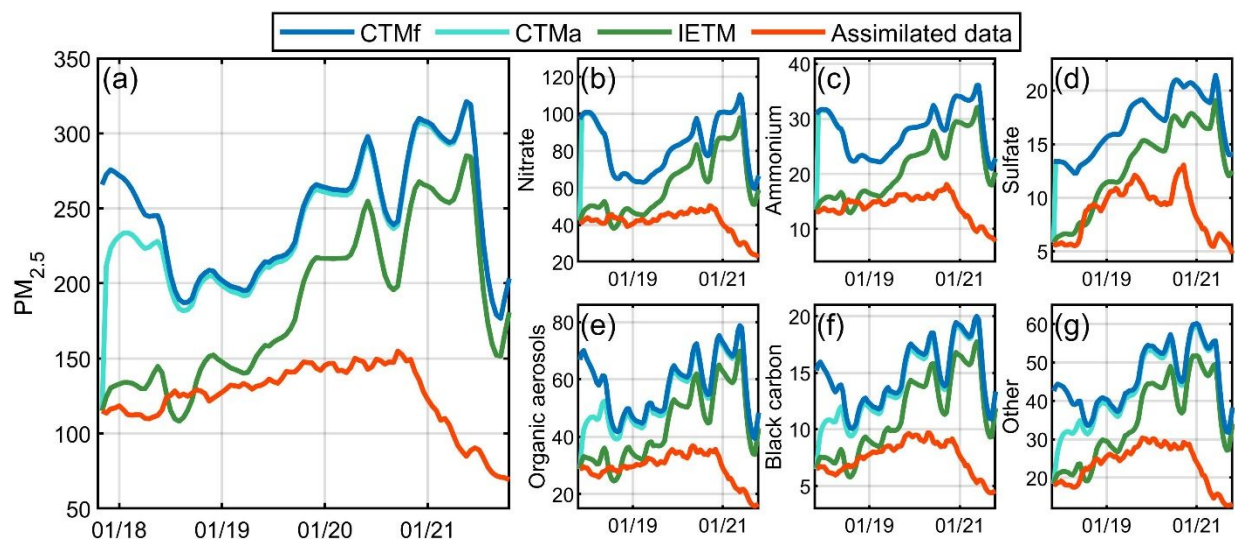 CTMf CTMa IETM Assimilated data
(a)
PM2.5
350
300
250
200
150
100
50
01/18 01/19 01/20 01/21
(b)
Nitrate
120
100
80
60
40
20
01/19 01/21
(c)
Ammonium
40
30
20
10
01/19 01/21
(d)
Sulfate
20
15
10
5
01/19 01/21
(e)
Organic aerosols
80
60
40
20
01/19 01/21
(f)
Black carbon
20
15
10
5
01/19 01/21
(g)
Other
60
50
40
30
20
01/19 01/21